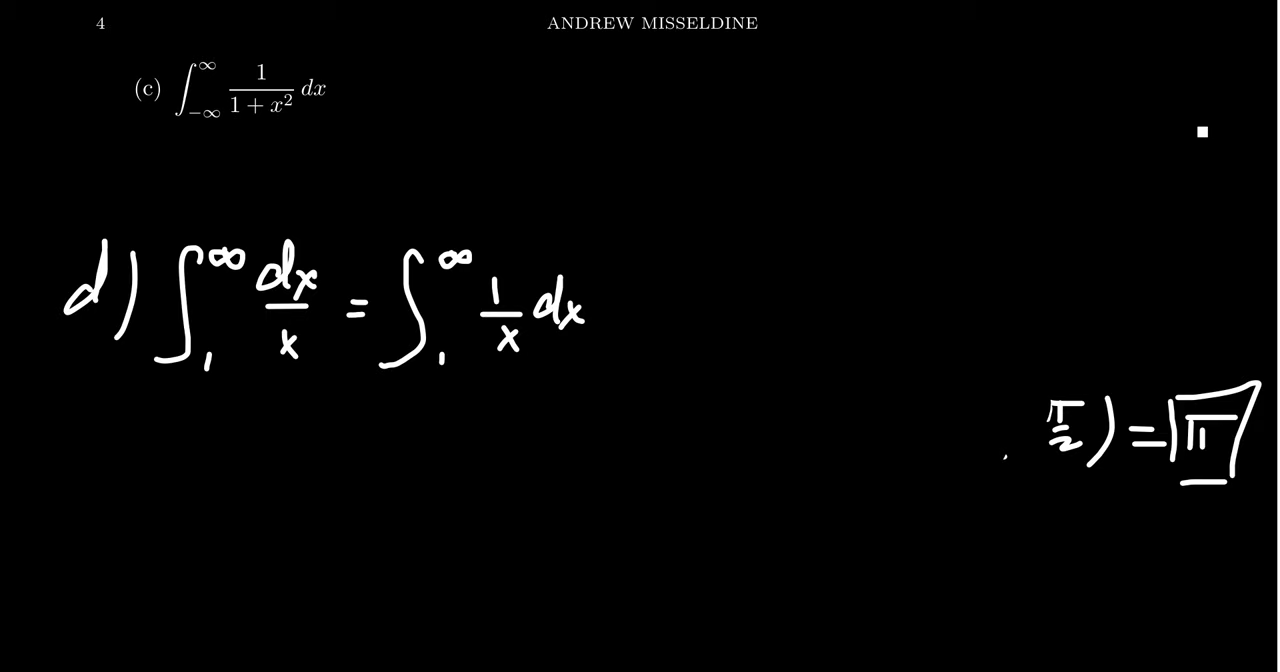 4 ANDREW MISSELDINE
(c) ∫_{-∞}^{∞} 1/(1 + x²) dx
d) ∫_1^∞ dx/x = ∫_1^∞ 1/x dx
π/2 ) = π